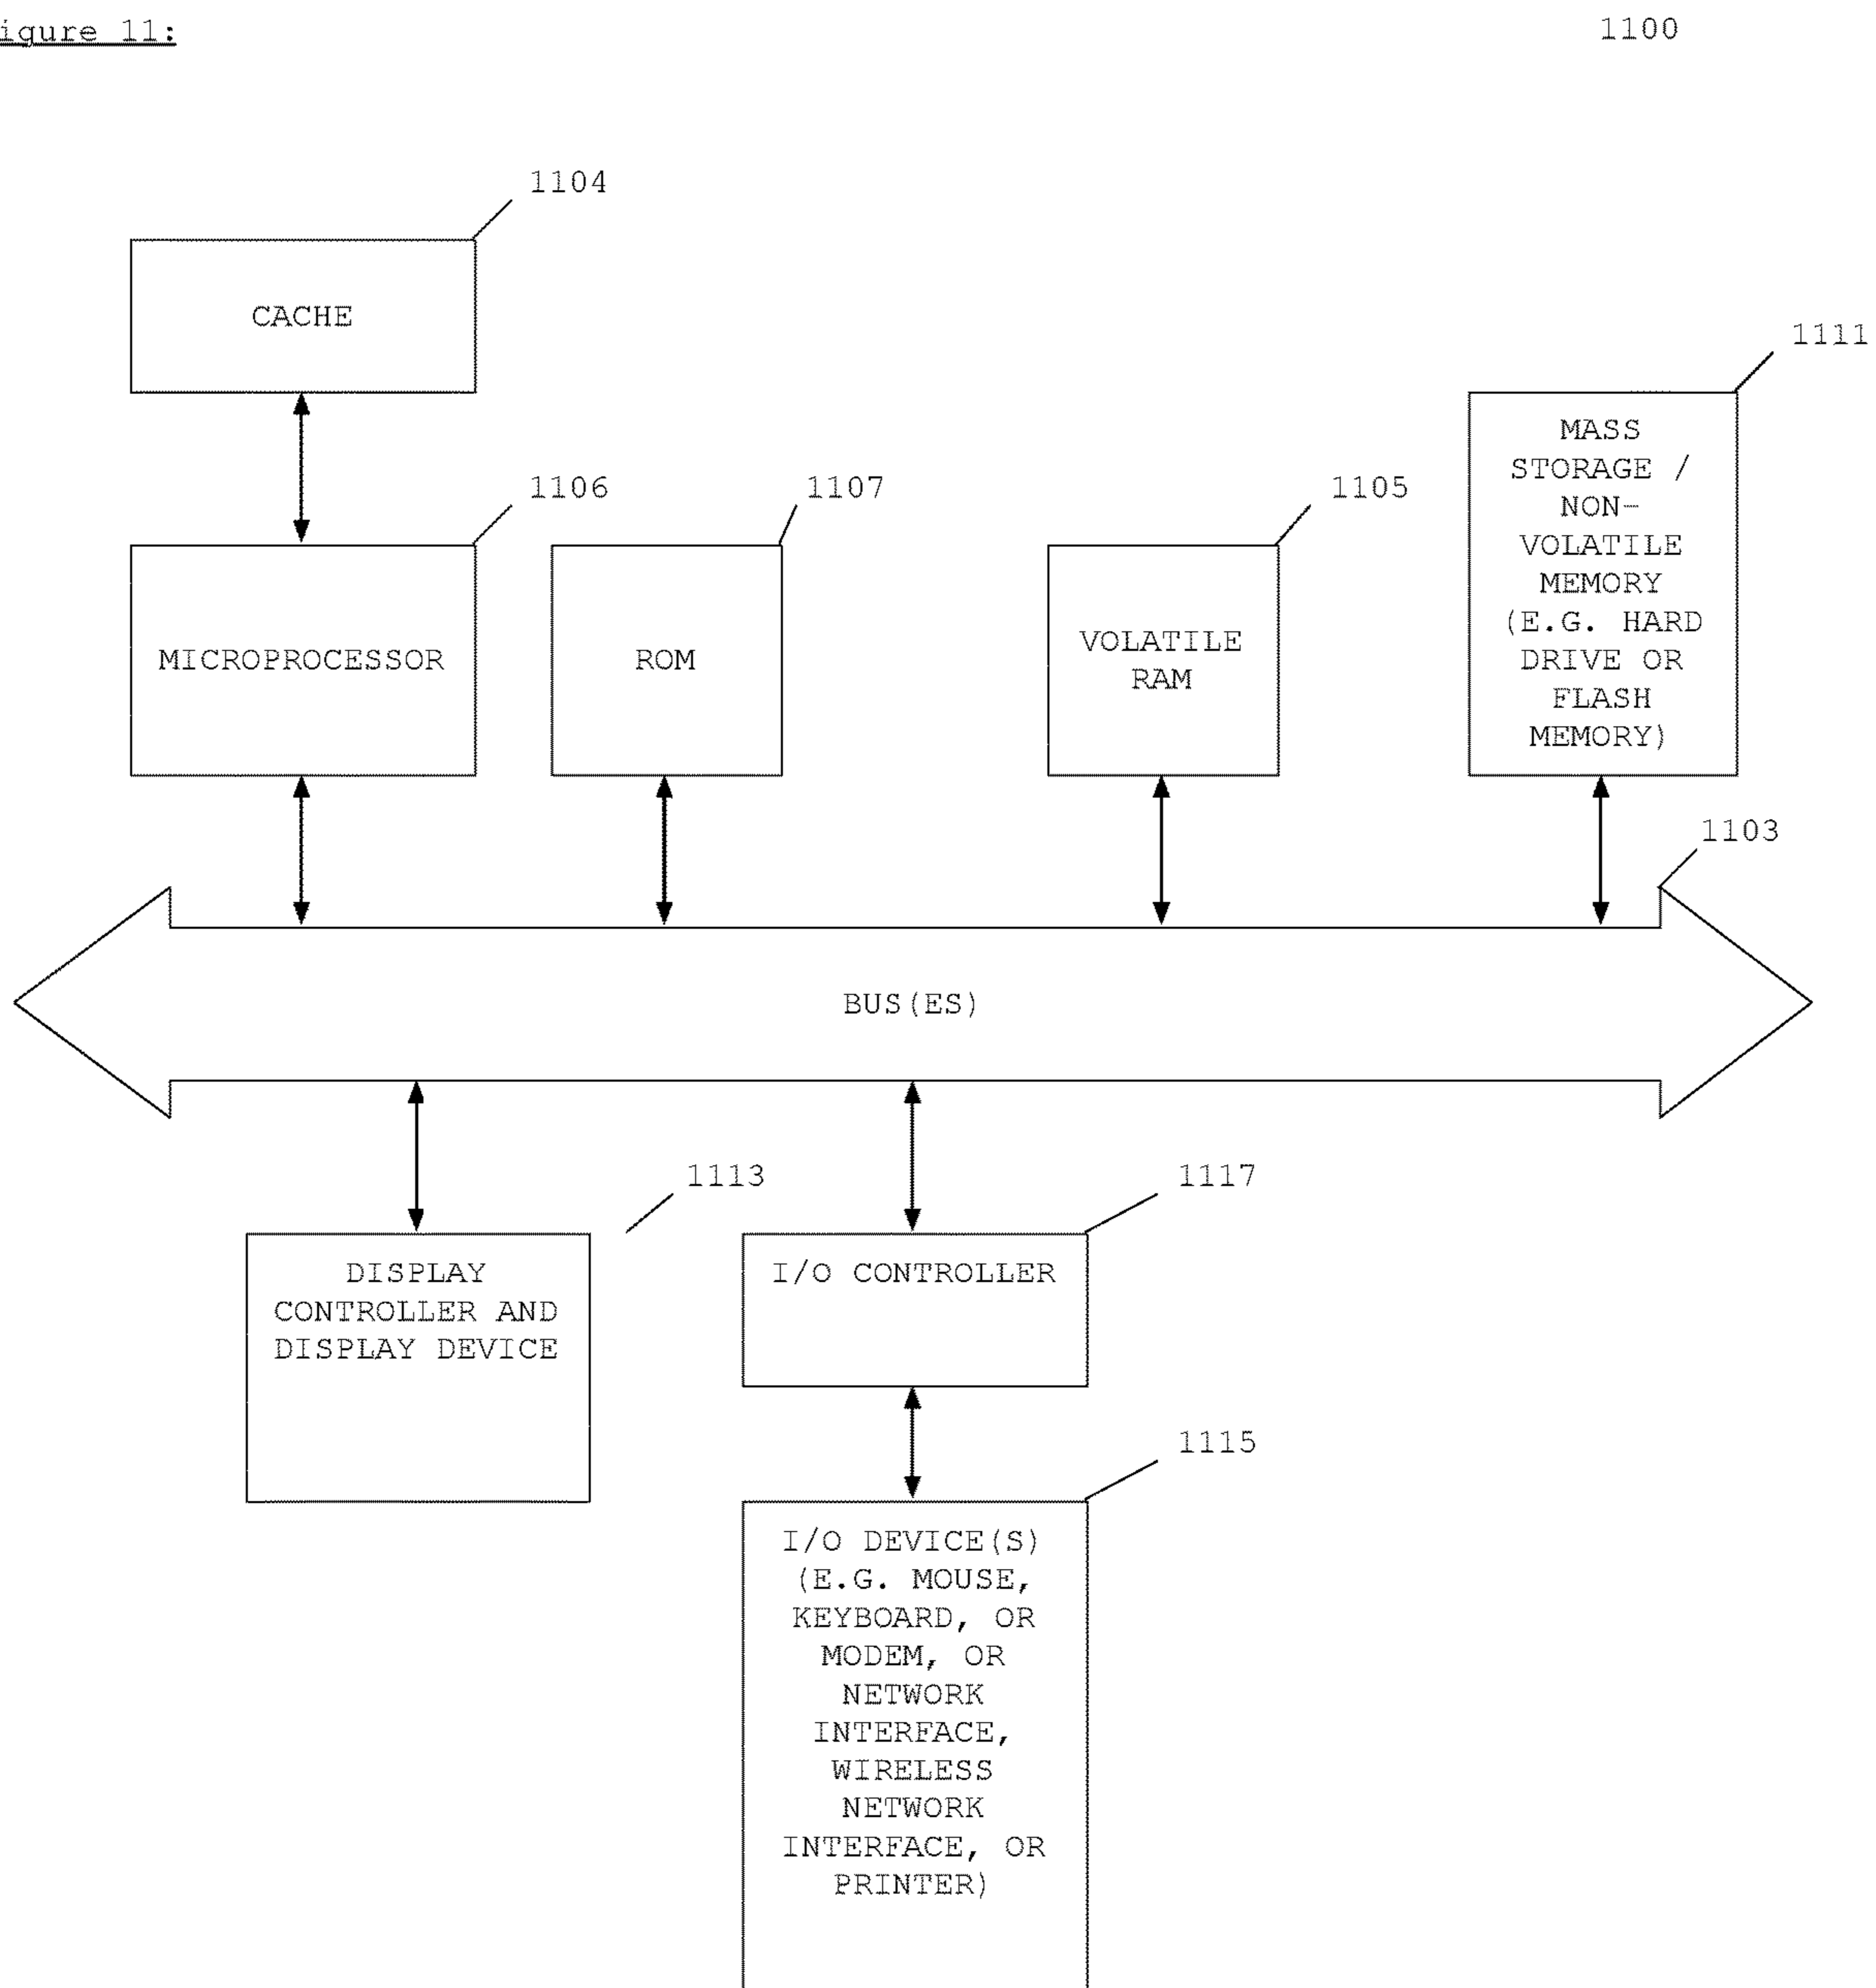 igure 11:
1100
1104
CACHE
1111
MASS
STORAGE /
NON-
VOLATILE
MEMORY
(E.G. HARD
DRIVE OR
FLASH
MEMORY)
1106
MICROPROCESSOR
1107
ROM
1105
VOLATILE
RAM
1103
BUS(ES)
1113
DISPLAY
CONTROLLER AND
DISPLAY DEVICE
1117
I/O CONTROLLER
1115
I/O DEVICE(S)
(E.G. MOUSE,
KEYBOARD, OR
MODEM, OR
NETWORK
INTERFACE,
WIRELESS
NETWORK
INTERFACE, OR
PRINTER)